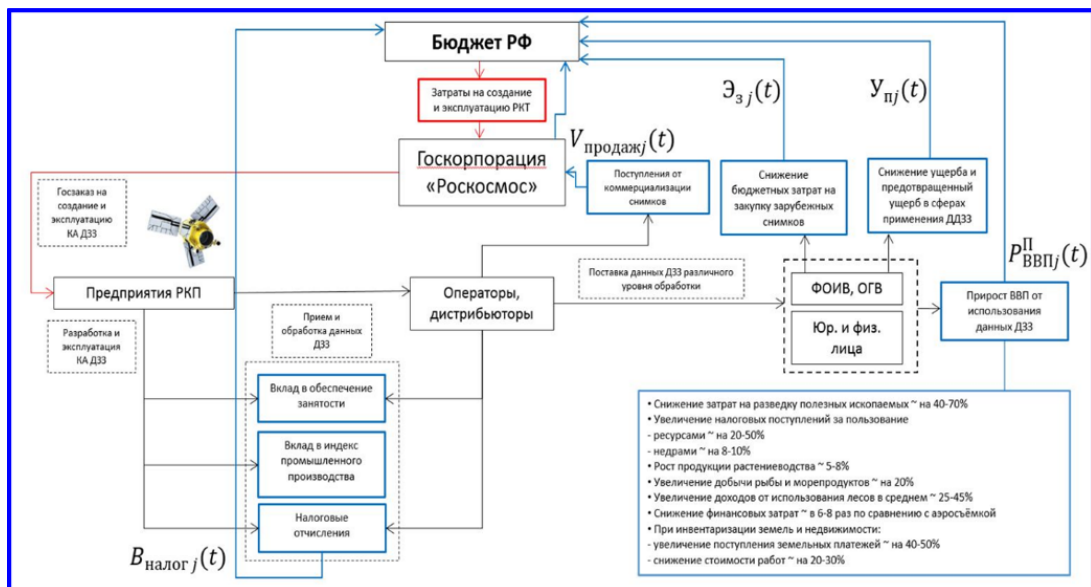 Бюджет РФ
Затраты на создание
и эксплуатацию РКТ
Госкорпорация
«Роскосмос»
V продажj(t)
Э з j(t)
У пj(t)
P П ВВПj(t)
Поступления от
коммерциализации
снимков
Снижение
бюджетных затрат на
закупку зарубежных
снимков
Снижение ущерба и
предотвращенный
ущерб в сферах
применения ДДЗЗ
Госзаказ на
создание и
эксплуатацию
КА ДЗЗ
Предприятия РКП
Операторы,
дистрибьюторы
Поставка данных ДЗЗ различного
уровня обработки
ФОИВ, ОГВ
Юр. и физ.
лица
Прирост ВВП от
использования
данных ДЗЗ
Разработка и
эксплуатация
КА ДЗЗ
Прием и
обработка данных
ДЗЗ
Вклад в обеспечение
занятости
Вклад в индекс
промышленного
производства
Налоговые
отчисления
B налог j(t)
• Снижение затрат на разведку полезных ископаемых ~ на 40-70%
• Увеличение налоговых поступлений за пользование
- ресурсами ~ на 20-50%
- недрами ~ на 8-10%
• Рост продукции растениеводства ~ 5-8%
• Увеличение добычи рыбы и морепродуктов ~ на 20%
• Увеличение доходов от использования лесов в среднем ~ 25-45%
• Снижение финансовых затрат ~ в 6-8 раз по сравнению с аэросъёмкой
• При инвентаризации земель и недвижимости:
- увеличение поступления земельных платежей ~ на 40-50%
- снижение стоимости работ ~ на 20-30%